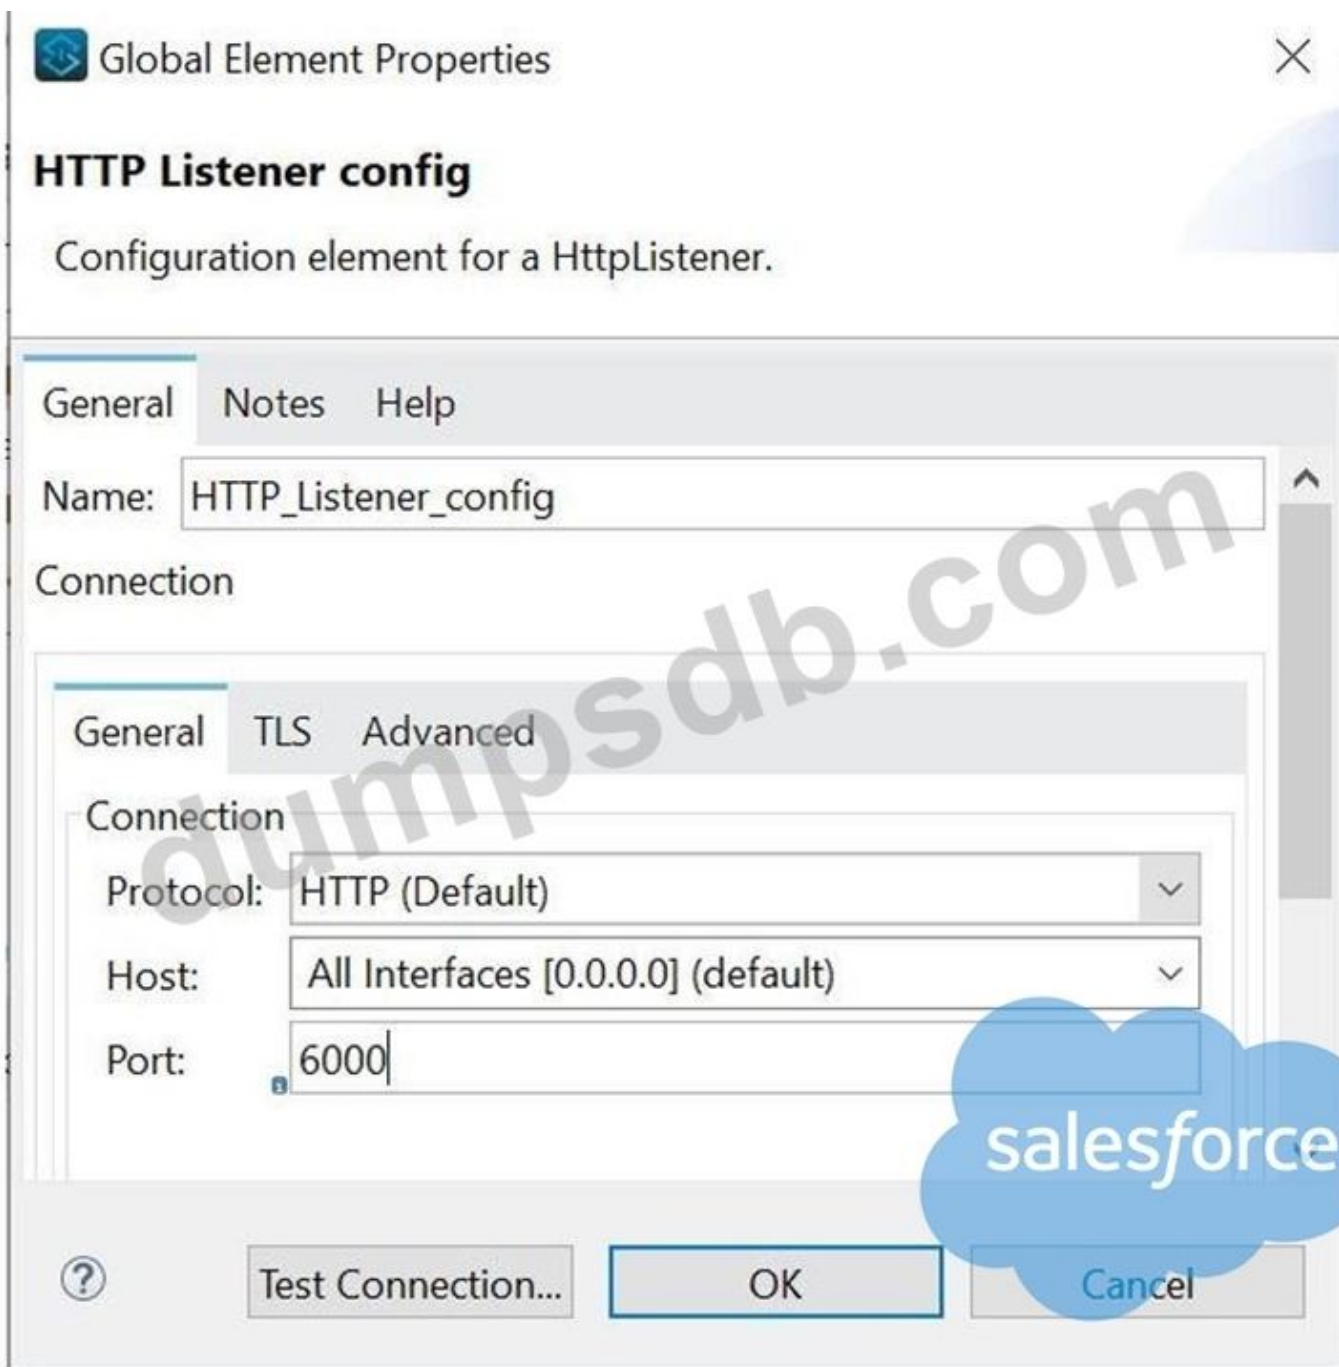 Global Element Properties
HTTP Listener config
Configuration element for a HttpListener.
General Notes Help
Name: HTTP_Listener_config
Connection
dumpsdb.com
General TLS Advanced
Connection
Protocol: HTTP (Default)
Host: All Interfaces [0.0.0.0] (default)
Port: 6000
salesforce
? Test Connection... OK Cancel